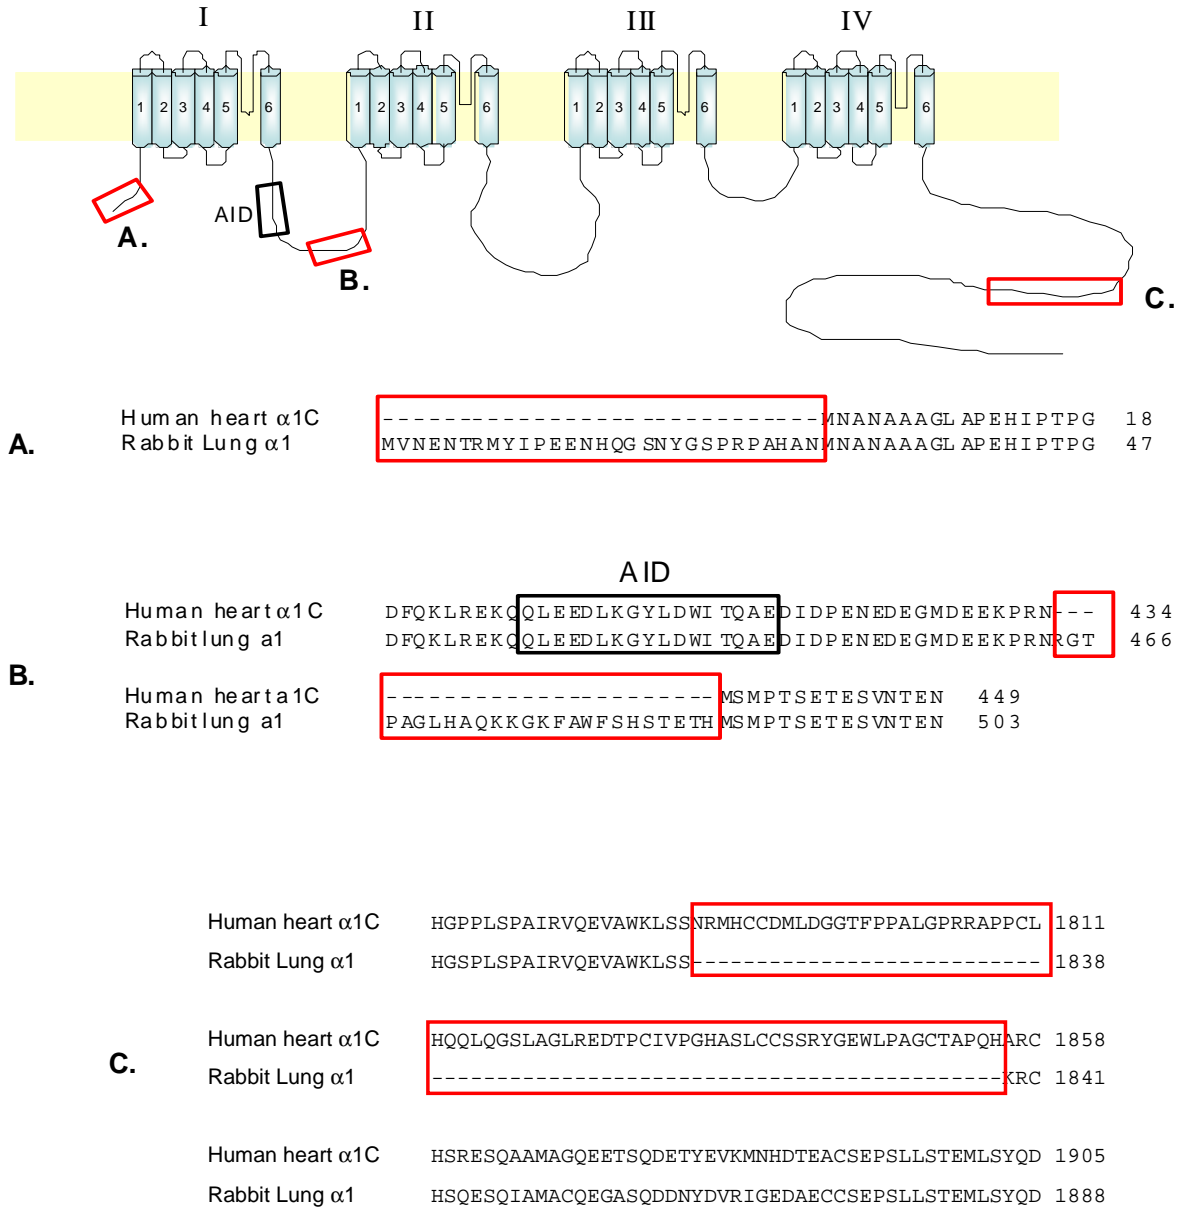 I II III IV
1 2 3 4 5 6 1 2 3 4 5 6 1 2 3 4 5 6 1 2 3 4 5 6
AID
A.
B.
C.
Human heart α1C ----------------------------- MNANAAAGLAPEHIPTPG 18
A.
Rabbit Lung α1 MVNENTRMYIPEENHQGSNYGSPRPAHANMNANAAAGLAPEHIPTPG 47
AID
Human heart α1C DFQKLREKQQLEEDLKGYLDWITQAEDIDPENEDEGMDEEKPRN--- 434
Rabbit lung a1 DFQKLREKQQLEEDLKGYLDWITQAEDIDPENEDEGMDEEKPRNRGT 466
B.
Human heart a1C ----------------------MSMPTSETESVNTEN 449
Rabbit lung a1 PAGLHAQKKGKFAWFSHSTETHMSMPTSETESVNTEN 503
Human heart α1C HGPPLSPAIRVQEVAWKLSSNRMHCCDMLDGGTFPPALGPRRAPPCL 1811
Rabbit Lung α1 HGSPLSPAIRVQEVAWKLSS--------------------------- 1838
Human heart α1C HQQLQGSLAGLREDTPCIVPGHASLCCSSRYGEWLPAGCTAPQHARC 1858
C.
Rabbit Lung α1 --------------------------------------------KRC 1841
Human heart α1C HSRESQAAMAGQEETSQDETYEVKMNHDTEACSEPSLLSTEMLSYQD 1905
Rabbit Lung α1 HSQESQIAMACQEGASQDDNYDVRIGEDAECCSEPSLLSTEMLSYQD 1888